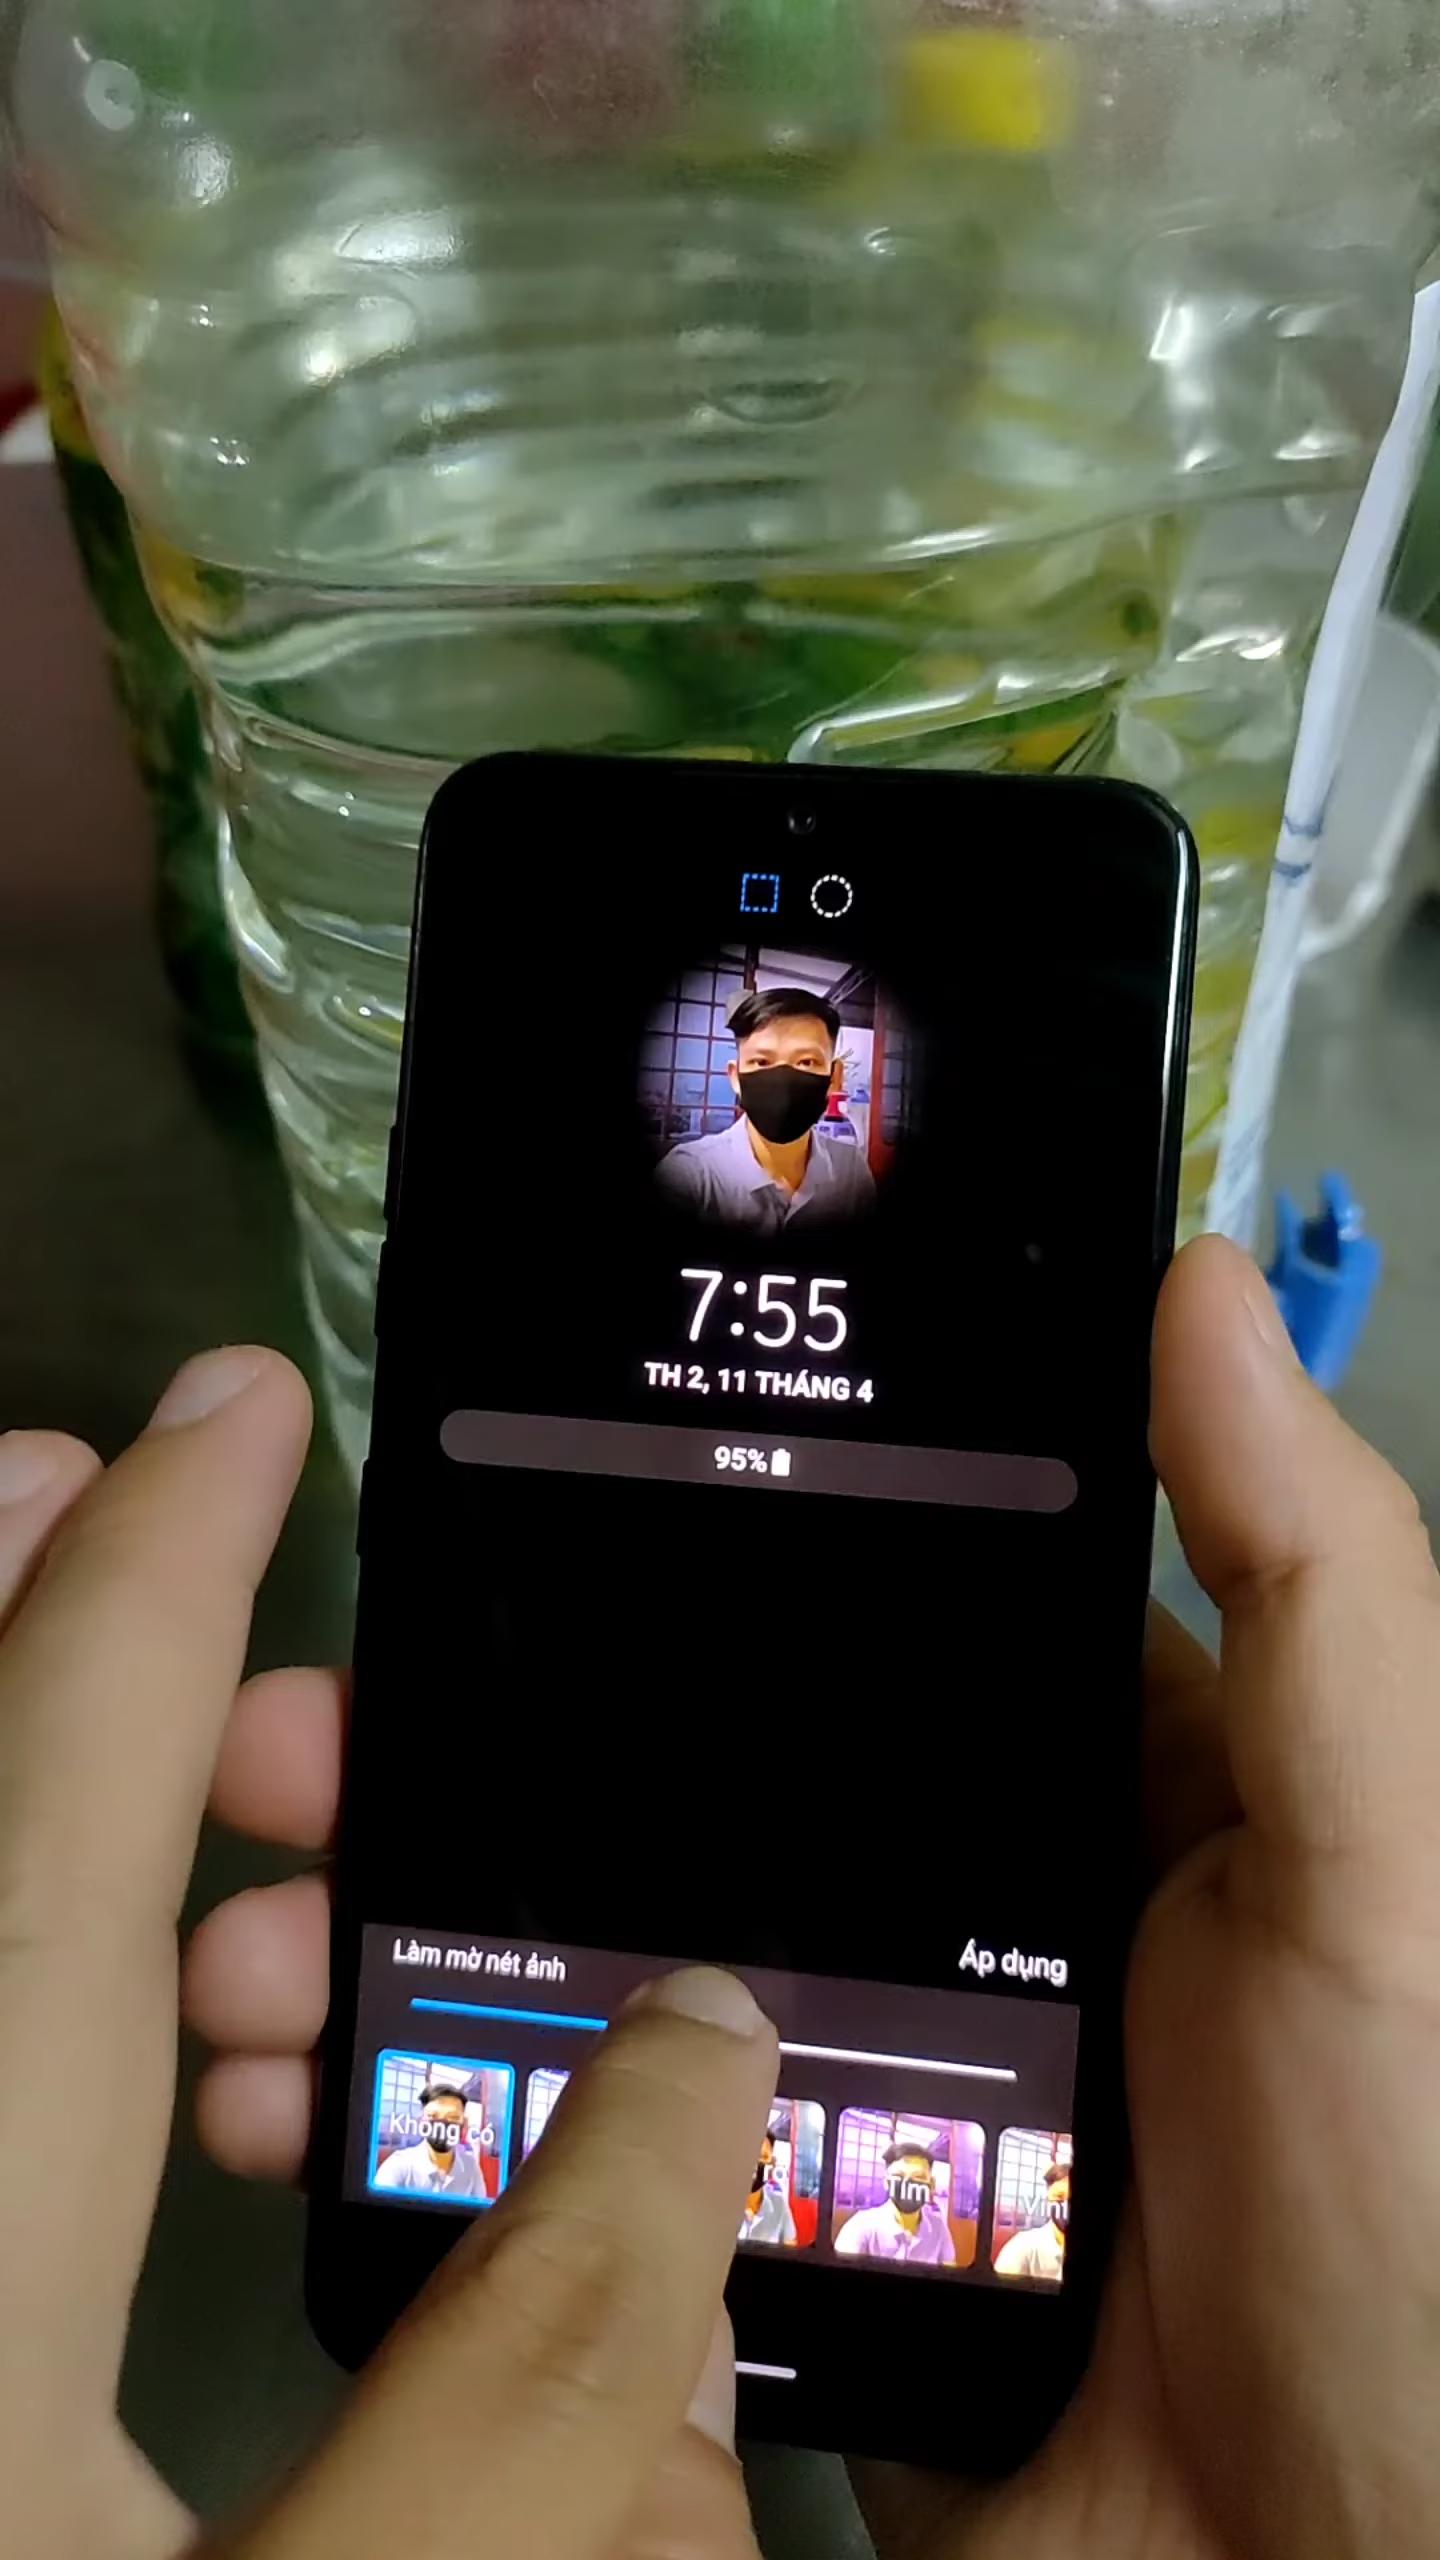 7:55
TH 2, 11 THÁNG 4
95%
Làm mờ nét ảnh
Áp dụng
Không có
Tím